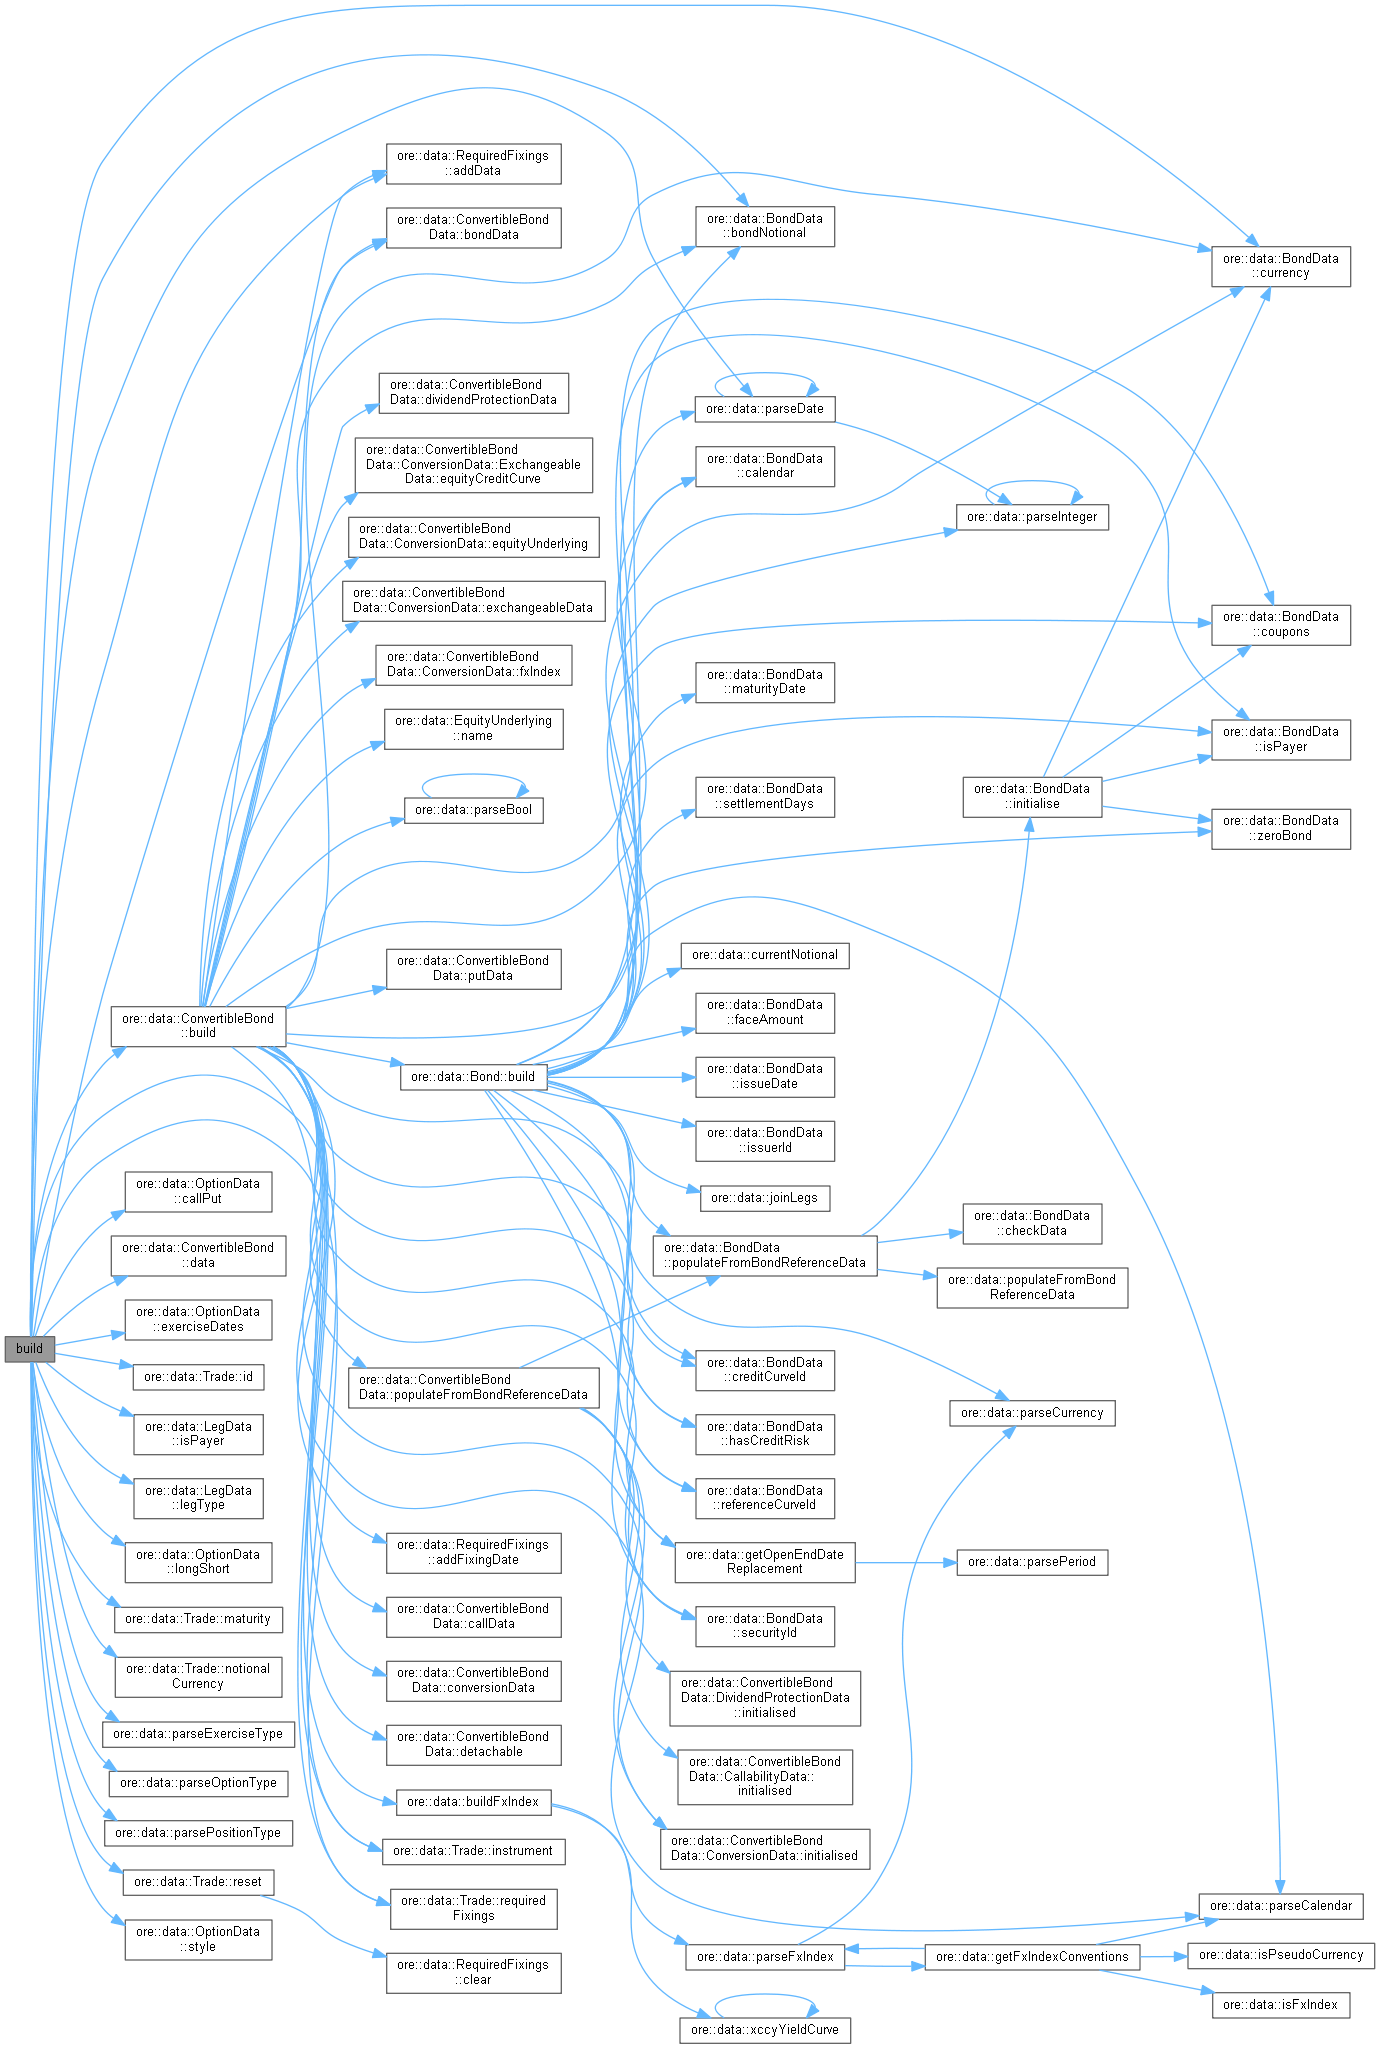 build
ore::data::ConvertibleBond
::build
ore::data::OptionData
::callPut
ore::data::ConvertibleBond
::data
ore::data::OptionData
::exerciseDates
ore::data::Trade::id
ore::data::LegData
::isPayer
ore::data::LegData
::legType
ore::data::OptionData
::longShort
ore::data::Trade::maturity
ore::data::Trade::notional
Currency
ore::data::parseExerciseType
ore::data::parseOptionType
ore::data::parsePositionType
ore::data::Trade::reset
ore::data::OptionData
::style
ore::data::RequiredFixings
::addData
ore::data::ConvertibleBond
Data::bondData
ore::data::ConvertibleBond
Data::dividendProtectionData
ore::data::ConvertibleBond
Data::ConversionData::Exchangeable
Data::equityCreditCurve
ore::data::ConvertibleBond
Data::ConversionData::equityUnderlying
ore::data::ConvertibleBond
Data::ConversionData::exchangeableData
ore::data::ConvertibleBond
Data::ConversionData::fxIndex
ore::data::EquityUnderlying
::name
ore::data::parseBool
ore::data::ConvertibleBond
Data::putData
ore::data::Bond::build
ore::data::ConvertibleBond
Data::populateFromBondReferenceData
ore::data::RequiredFixings
::addFixingDate
ore::data::ConvertibleBond
Data::callData
ore::data::ConvertibleBond
Data::conversionData
ore::data::ConvertibleBond
Data::detachable
ore::data::buildFxIndex
ore::data::Trade::instrument
ore::data::Trade::required
Fixings
ore::data::RequiredFixings
::clear
ore::data::BondData
::bondNotional
ore::data::parseDate
ore::data::BondData
::calendar
ore::data::BondData
::maturityDate
ore::data::BondData
::settlementDays
ore::data::currentNotional
ore::data::BondData
::faceAmount
ore::data::BondData
::issueDate
ore::data::BondData
::issuerId
ore::data::joinLegs
ore::data::BondData
::populateFromBondReferenceData
ore::data::BondData
::creditCurveId
ore::data::BondData
::hasCreditRisk
ore::data::BondData
::referenceCurveId
ore::data::getOpenEndDate
Replacement
ore::data::BondData
::securityId
ore::data::ConvertibleBond
Data::DividendProtectionData
::initialised
ore::data::ConvertibleBond
Data::CallabilityData::
initialised
ore::data::ConvertibleBond
Data::ConversionData::initialised
ore::data::parseFxIndex
ore::data::xccyYieldCurve
ore::data::parseInteger
ore::data::BondData
::initialise
ore::data::BondData
::checkData
ore::data::populateFromBond
ReferenceData
ore::data::parseCurrency
ore::data::parsePeriod
ore::data::getFxIndexConventions
ore::data::BondData
::currency
ore::data::BondData
::coupons
ore::data::BondData
::isPayer
ore::data::BondData
::zeroBond
ore::data::parseCalendar
ore::data::isPseudoCurrency
ore::data::isFxIndex